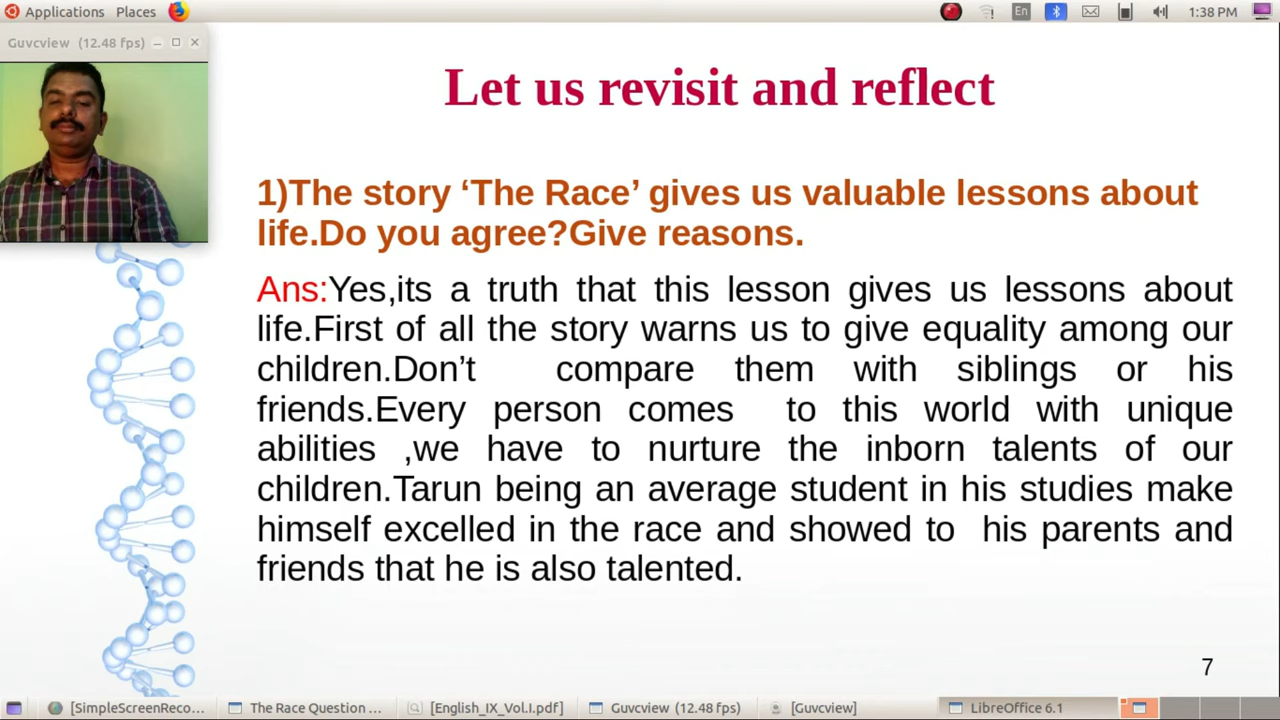 Applications Places En 1:38 PM
Guvcview (12.48 fps)
Let us revisit and reflect
1)The story ‘The Race’ gives us valuable lessons about
life.Do you agree?Give reasons.
Ans:Yes,its a truth that this lesson gives us lessons about
life.First of all the story warns us to give equality among our
children.Don’t compare them with siblings or his
friends.Every person comes to this world with unique
abilities ,we have to nurture the inborn talents of our
children.Tarun being an average student in his studies make
himself excelled in the race and showed to his parents and
friends that he is also talented.
7
[SimpleScreenReco... The Race Question ... [English_IX_Vol.I.pdf] Guvcview (12.48 fps) [Guvcview] LibreOffice 6.1